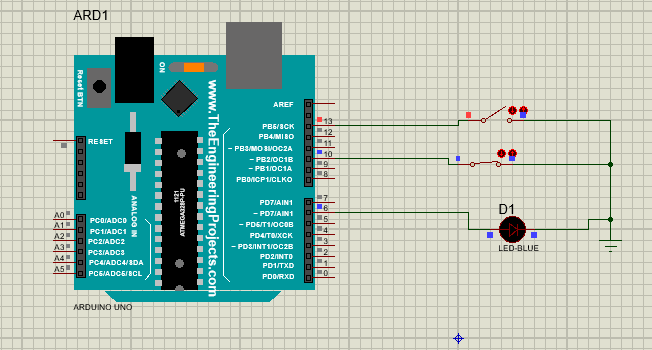 ARD1
ON
Reset BTN
www.TheEngineeringProjects.com
AREF
PB5/SCK 13
PB4/MISO 12
~ PB3/MOSI/OC2A 11
~ PB2/OC1B 10
~ PB1/OC1A 9
PB0/ICP1/CLKO 8
RESET
1121
ATMEGA328P-PU
ANALOG IN
PD7/AIN1 7
~ PD7/AIN1 6
~ PD5/T1/OC0B 5
PD4/T0/XCK 4
~ PD3/INT1/OC2B 3
PD2/INT0 2
PD1/TXD 1
PD0/RXD 0
A0 PC0/ADC0
A1 PC1/ADC1
A2 PC2/ADC2
A3 PC3/ADC3
A4 PC4/ADC4/SDA
A5 PC5/ADC5/SCL
D1
LED-BLUE
ARDUINO UNO